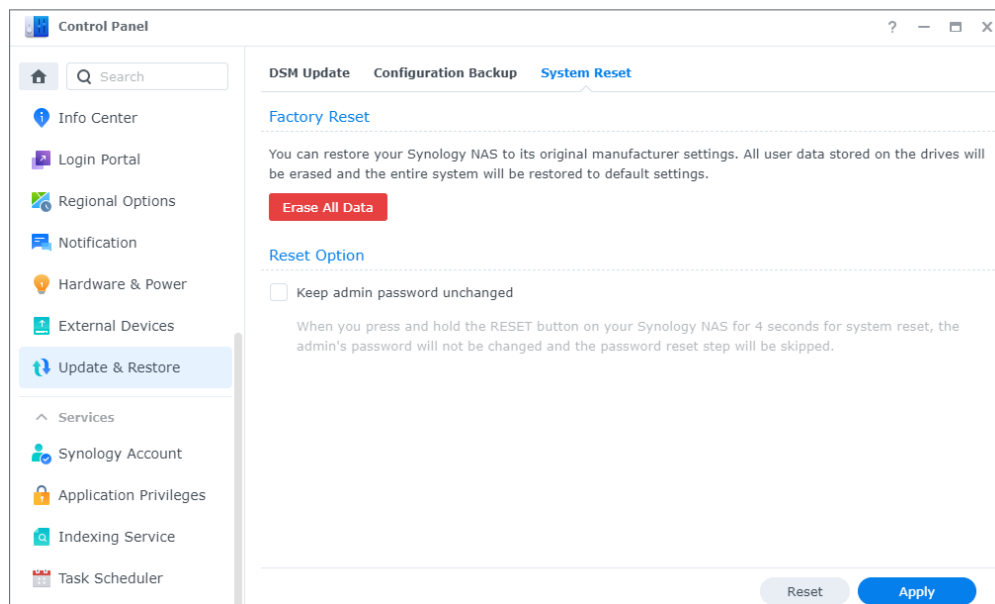 Control Panel
?
Search
DSM Update Configuration Backup System Reset
Info Center
Login Portal
Regional Options
Notification
Hardware & Power
External Devices
Update & Restore
Services
Synology Account
Application Privileges
Indexing Service
Task Scheduler
Factory Reset
You can restore your Synology NAS to its original manufacturer settings. All user data stored on the drives will
be erased and the entire system will be restored to default settings.
Erase All Data
Reset Option
Keep admin password unchanged
When you press and hold the RESET button on your Synology NAS for 4 seconds for system reset, the
admin's password will not be changed and the password reset step will be skipped.
Reset Apply